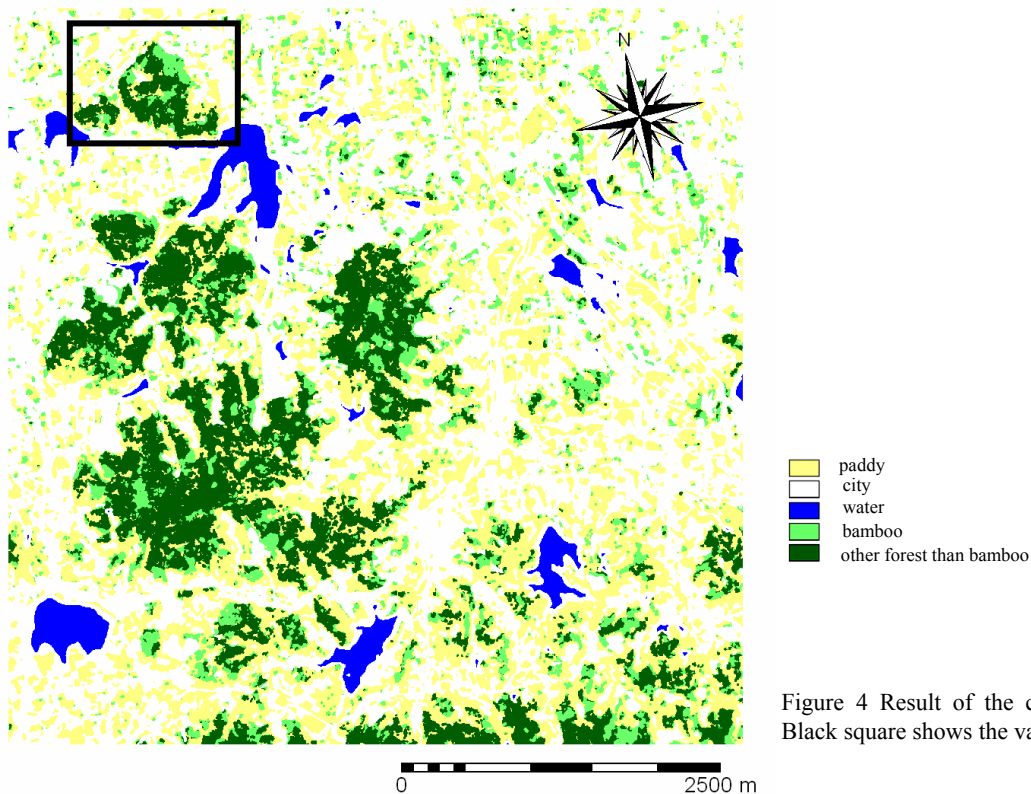 N
paddy
city
water
bamboo
other forest than bamboo
Figure 4 Result of the
Black square shows the
0 2500 m